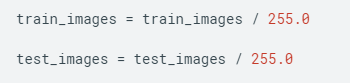 train_images = train_images / 255.0
test_images = test_images / 255.0